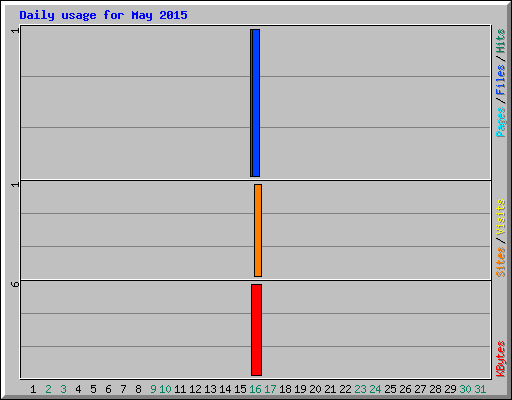 Daily usage for May 2015
1
1
6
Pages / Files / Hits
Sites / Visits
KBytes
1 2 3 4 5 6 7 8 9 10 11 12 13 14 15 16 17 18 19 20 21 22 23 24 25 26 27 28 29 30 31